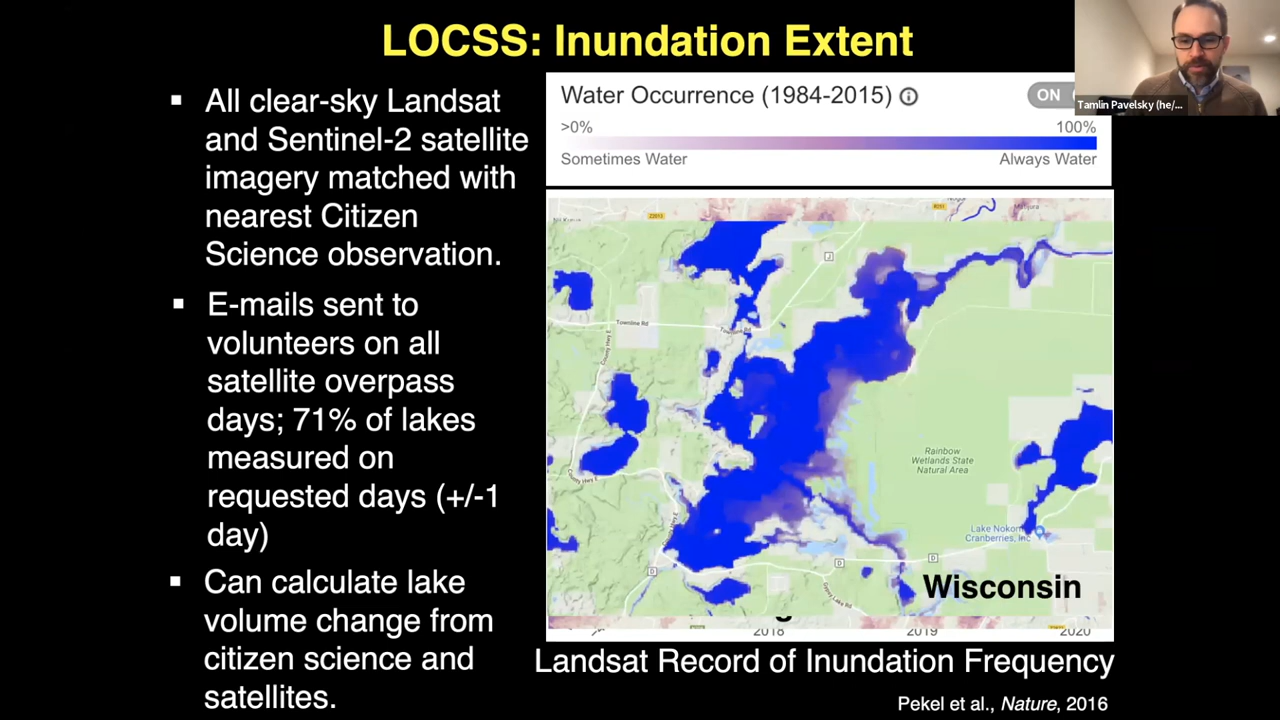 LOCSS: Inundation Extent
▪ All clear-sky Landsat
and Sentinel-2 satellite
imagery matched with
nearest Citizen
Science observation.
▪ E-mails sent to
volunteers on all
satellite overpass
days; 71% of lakes
measured on
requested days (+/-1
day)
▪ Can calculate lake
volume change from
citizen science and
satellites.
Water Occurrence (1984-2015)
ON
>0%
100%
Sometimes Water
Always Water
Tamlin Pavelsky (he/...
J
Townline Rd
County Hwy E
Rainbow
Wetlands State
Natural Area
Cranberries, Inc
D
D
D
Wisconsin
2018
2019
2020
Landsat Record of Inundation Frequency
Pekel et al., Nature, 2016